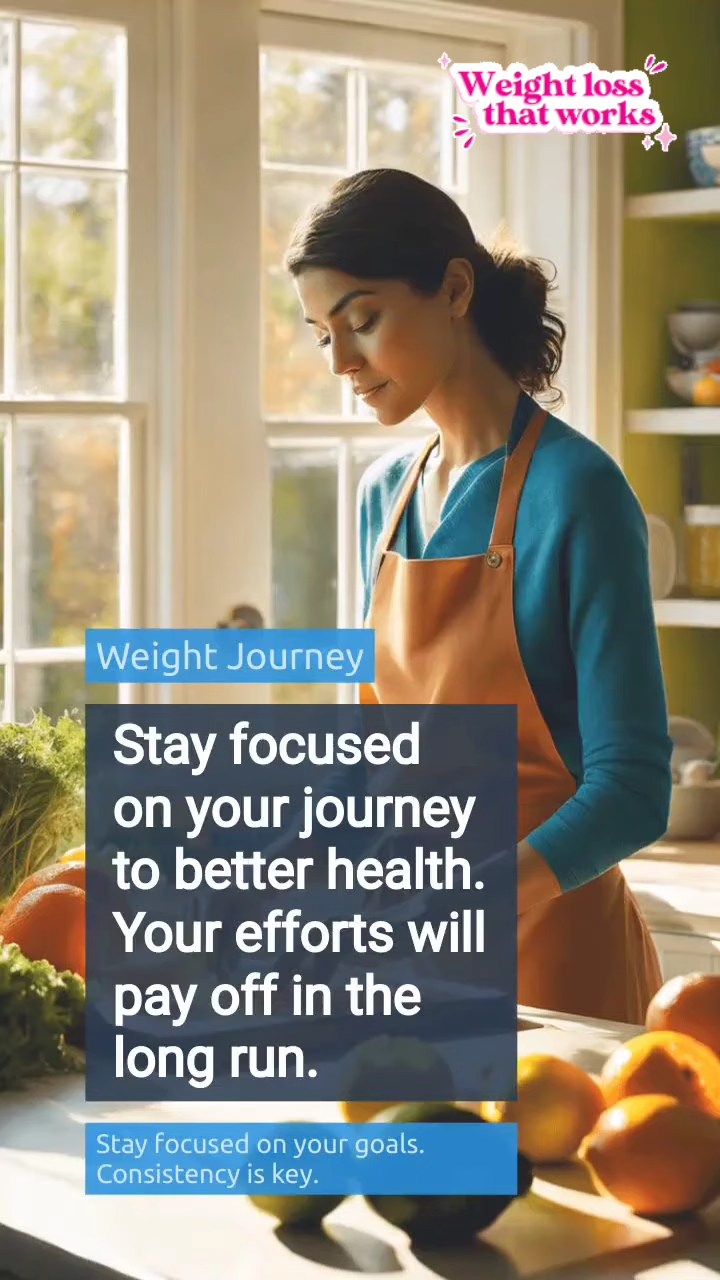 Weight loss
that works
Weight Journey
Stay focused
on your journey
to better health.
Your efforts will
pay off in the
long run.
Stay focused on your goals.
Consistency is key.